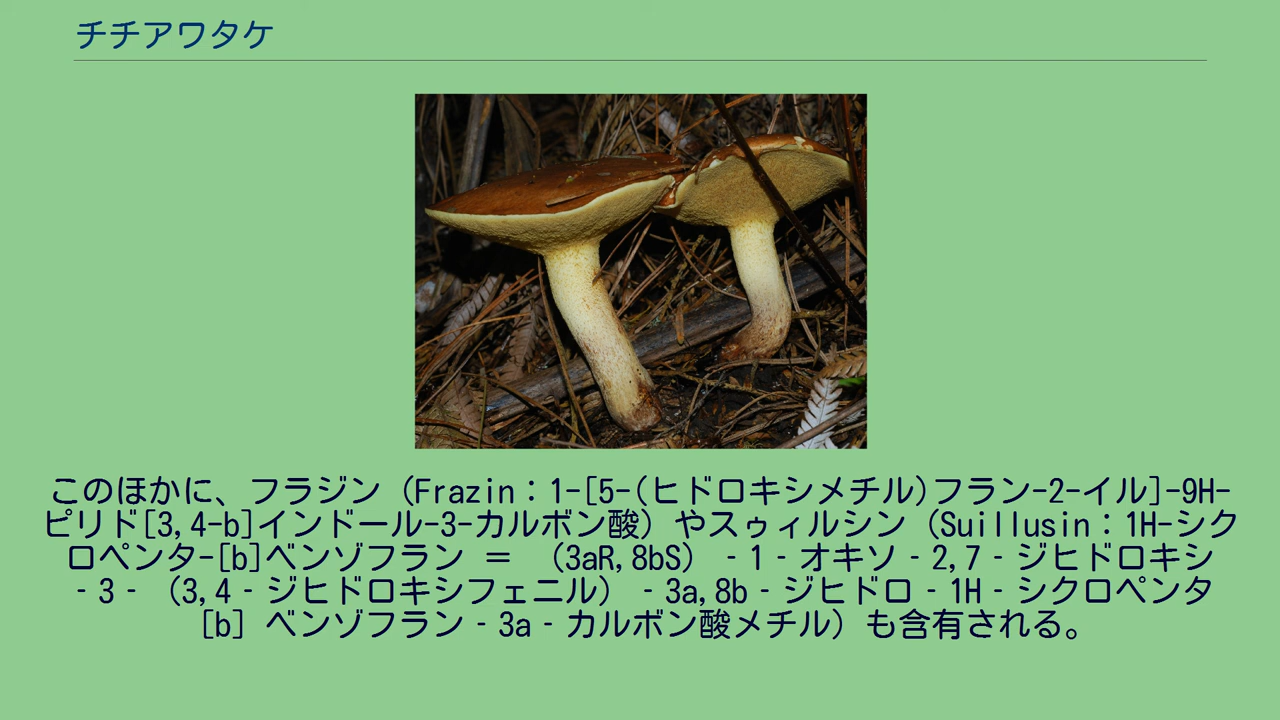 チチアワタケ
このほかに、フラジン（Frazin：1-[5-(ヒドロキシメチル)フラン-2-イル]-9H-
ピリド[3,4-b]インドール-3-カルボン酸）やスゥィルシン（Suillusin：1H-シク
ロペンタ-[b]ベンゾフラン ＝ （3aR,8bS）‐1‐オキソ‐2,7‐ジヒドロキシ
‐3‐（3,4‐ジヒドロキシフェニル）‐3a,8b‐ジヒドロ‐1H‐シクロペンタ
[b] ベンゾフラン‐3a‐カルボン酸メチル）も含有される。